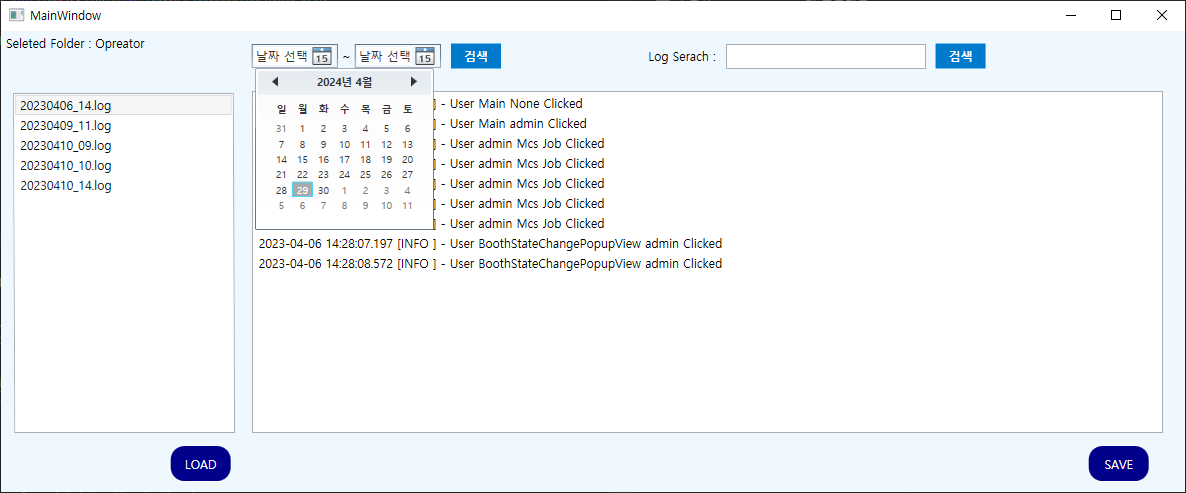 MainWindow
Seleted Folder : Opreator
날짜 선택 15 ~ 날짜 선택 15 검색 Log Serach : 검색
2024년 4월
일 월 화 수 목 금 토
31 1 2 3 4 5 6
7 8 9 10 11 12 13
14 15 16 17 18 19 20
21 22 23 24 25 26 27
28 29 30 1 2 3 4
5 6 7 8 9 10 11
20230406_14.log
20230409_11.log
20230410_09.log
20230410_10.log
20230410_14.log
] - User Main None Clicked
] - User Main admin Clicked
] - User admin Mcs Job Clicked
] - User admin Mcs Job Clicked
] - User admin Mcs Job Clicked
] - User admin Mcs Job Clicked
] - User admin Mcs Job Clicked
2023-04-06 14:28:07.197 [INFO ] - User BoothStateChangePopupView admin Clicked
2023-04-06 14:28:08.572 [INFO ] - User BoothStateChangePopupView admin Clicked
LOAD
SAVE